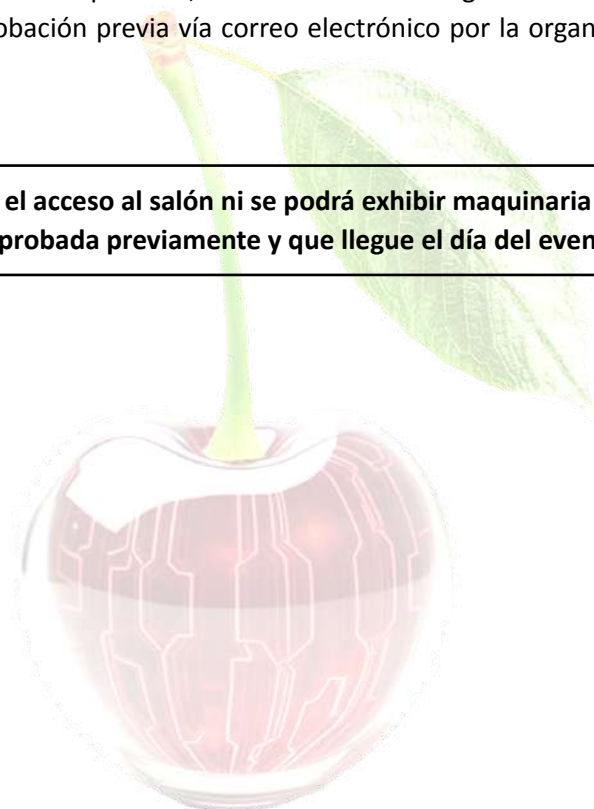 obación previa vía correo electrónico por la organ
el acceso al salón ni se podrá exhibir maquinaria
probada previamente y que llegue el día del even